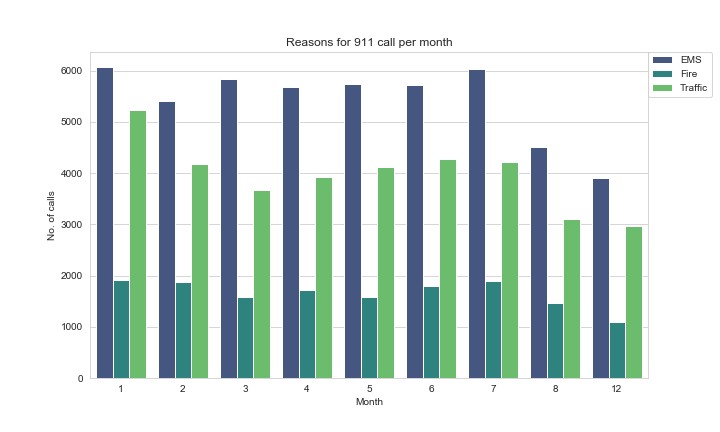 Reasons for 911 call per month
EMS
Fire
Traffic
6000
5000
4000
3000
2000
1000
0
No. of calls
1 2 3 4 5 6 7 8 12
Month